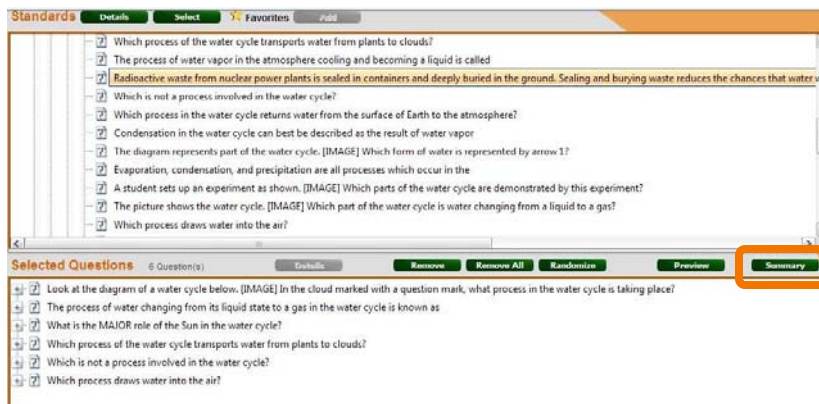 Standards Details Select Favorites Add
Which process of the water cycle transports water from plants to clouds?
The process of water vapor in the atmosphere cooling and becoming a liquid is called
Radioactive waste from nuclear power plants is sealed in containers and deeply buried in the ground. Sealing and burying waste reduces the chances that water
Which is not a process involved in the water cycle?
Which process in the water cycle returns water from the surface of Earth to the atmosphere?
Condensation in the water cycle can best be described as the result of water vapor
The diagram represents part of the water cycle. [IMAGE] Which form of water is represented by arrow 1?
Evaporation, condensation, and precipitation are all processes which occur in the
A student sets up an experiment as shown. [IMAGE] Which parts of the water cycle are demonstrated by this experiment?
The picture shows the water cycle. [IMAGE] Which part of the water cycle is water changing from a liquid to a gas?
Which process draws water into the air?
Selected Questions 6 Question(s) Details Remove Remove All Randomize Preview Summary
Look at the diagram of a water cycle below. [IMAGE] In the cloud marked with a question mark, what process in the water cycle is taking place?
The process of water changing from its liquid state to a gas in the water cycle is known as
What is the MAJOR role of the Sun in the water cycle?
Which process of the water cycle transports water from plants to clouds?
Which is not a process involved in the water cycle?
Which process draws water into the air?